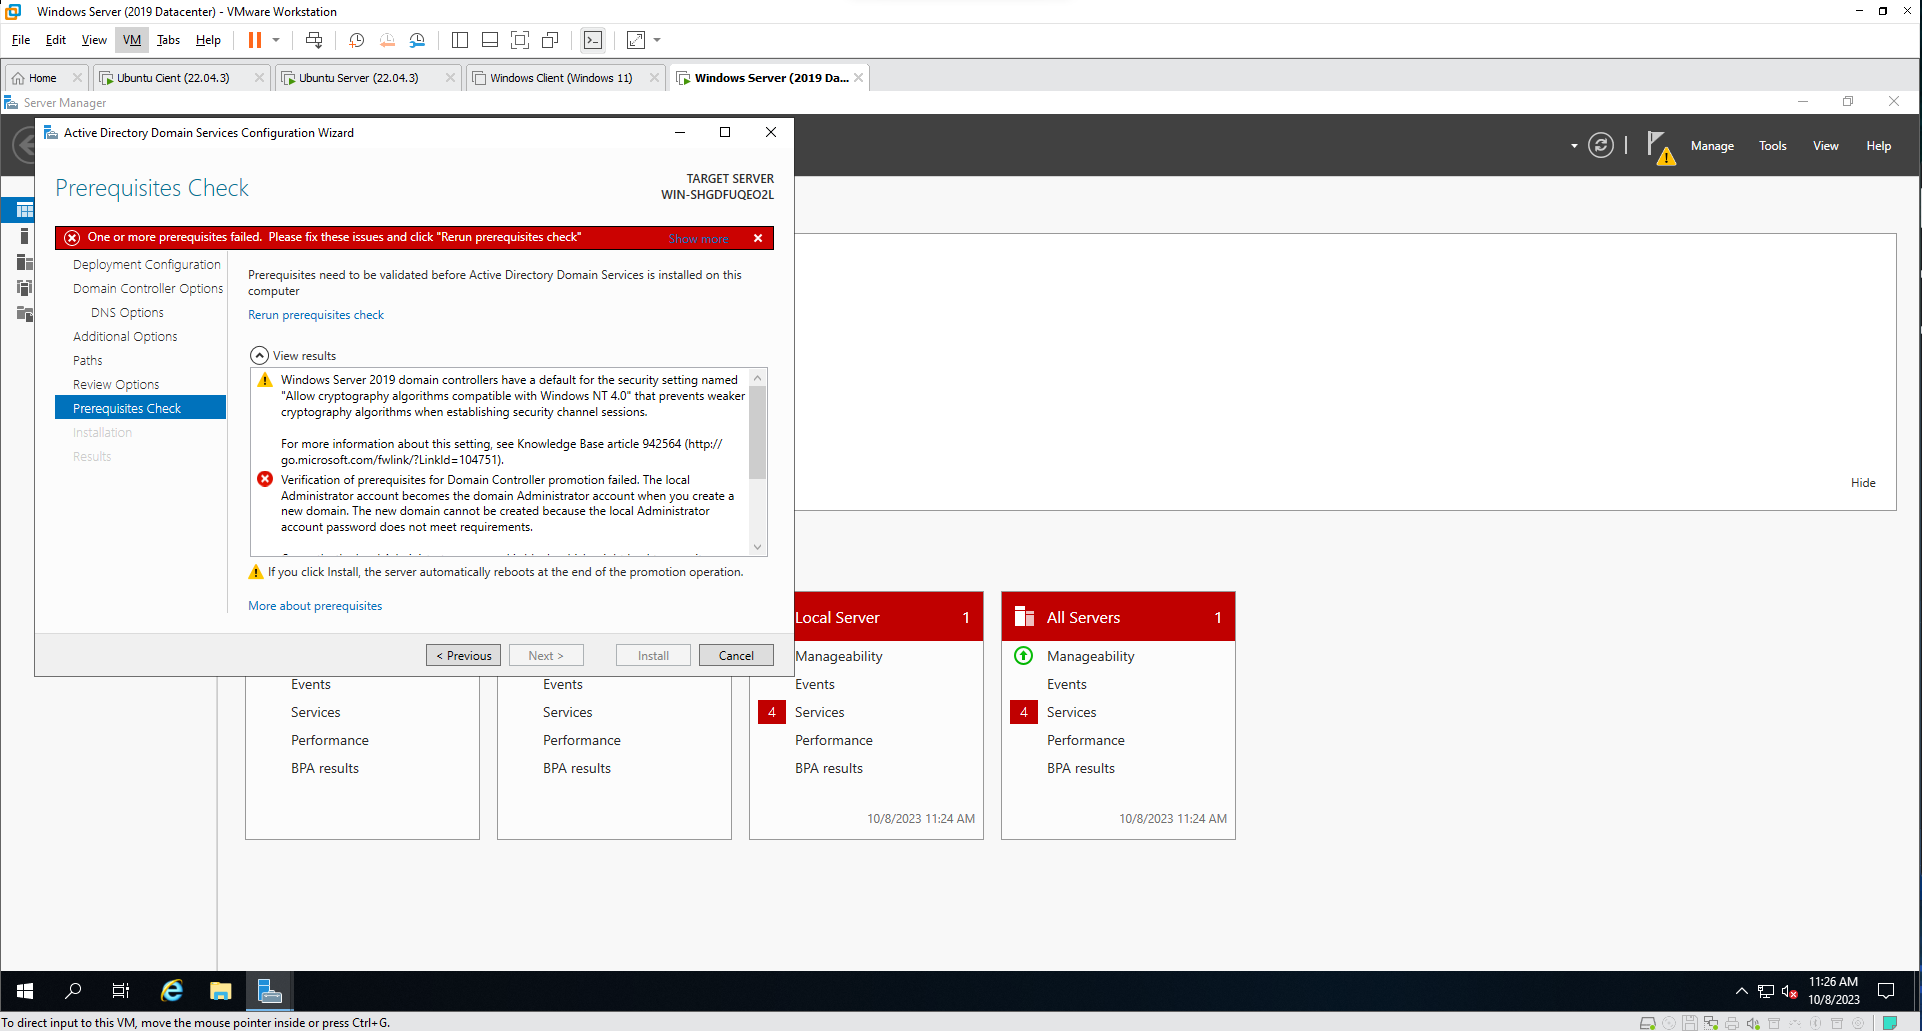 Windows Server (2019 Datacenter) - VMware Workstation
File Edit View VM Tabs Help
Home
Ubuntu Cient (22.04.3)
Ubuntu Server (22.04.3)
Windows Client (Windows 11)
Windows Server (2019 Da...
Server Manager
Manage Tools View Help
Active Directory Domain Services Configuration Wizard
Prerequisites Check
TARGET SERVER
WIN-SHGDFUQEO2L
One or more prerequisites failed. Please fix these issues and click "Rerun prerequisites check"
Show more
Deployment Configuration
Domain Controller Options
DNS Options
Additional Options
Paths
Review Options
Prerequisites Check
Installation
Results
Prerequisites need to be validated before Active Directory Domain Services is installed on this
computer
Rerun prerequisites check
View results
Windows Server 2019 domain controllers have a default for the security setting named
"Allow cryptography algorithms compatible with Windows NT 4.0" that prevents weaker
cryptography algorithms when establishing security channel sessions.
For more information about this setting, see Knowledge Base article 942564 (http://
go.microsoft.com/fwlink/?LinkId=104751).
Verification of prerequisites for Domain Controller promotion failed. The local
Administrator account becomes the domain Administrator account when you create a
new domain. The new domain cannot be created because the local Administrator
account password does not meet requirements.
If you click Install, the server automatically reboots at the end of the promotion operation.
More about prerequisites
< Previous
Next >
Install
Cancel
Hide
Events
Services
Performance
BPA results
Events
Services
Performance
BPA results
Local Server 1
Manageability
Events
4 Services
Performance
BPA results
10/8/2023 11:24 AM
All Servers 1
Manageability
Events
4 Services
Performance
BPA results
10/8/2023 11:24 AM
11:26 AM
10/8/2023
To direct input to this VM, move the mouse pointer inside or press Ctrl+G.